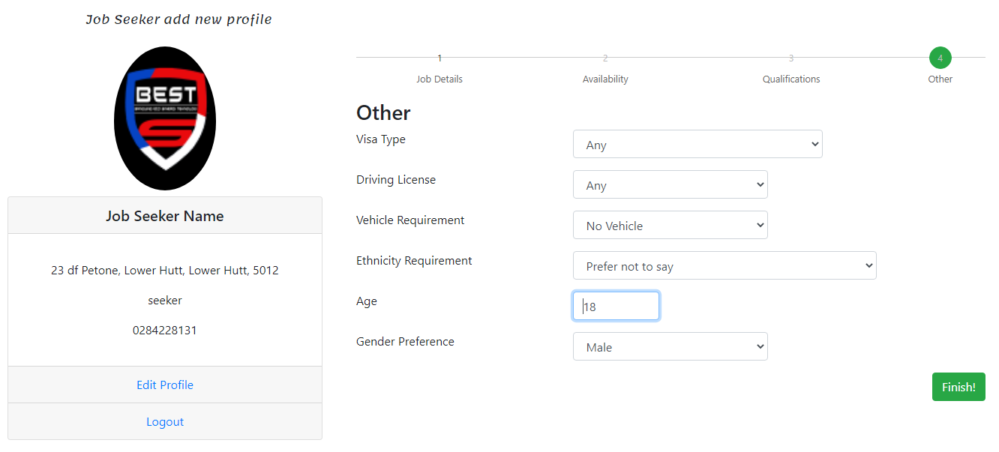 Job Seeker add new profile
BEST
Job Seeker Name
23 df Petone, Lower Hutt, Lower Hutt, 5012
seeker
0284228131
Edit Profile
Logout
1 2 3 4
Job Details Availability Qualifications Other
Other
Visa Type Any
Driving License Any
Vehicle Requirement No Vehicle
Ethnicity Requirement Prefer not to say
Age 18
Gender Preference Male
Finish!